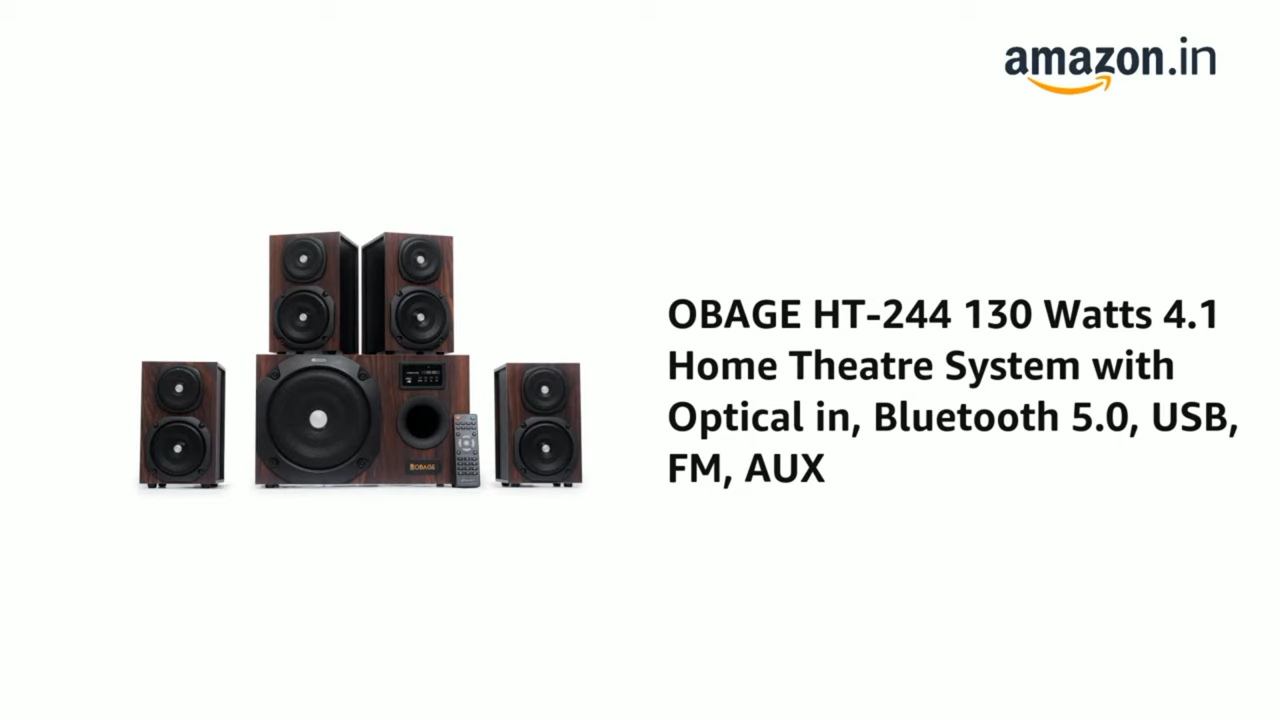 amazon.in
OBAGE HT-244 130 Watts 4.1
Home Theatre System with
Optical in, Bluetooth 5.0, USB,
FM, AUX
OBAGE